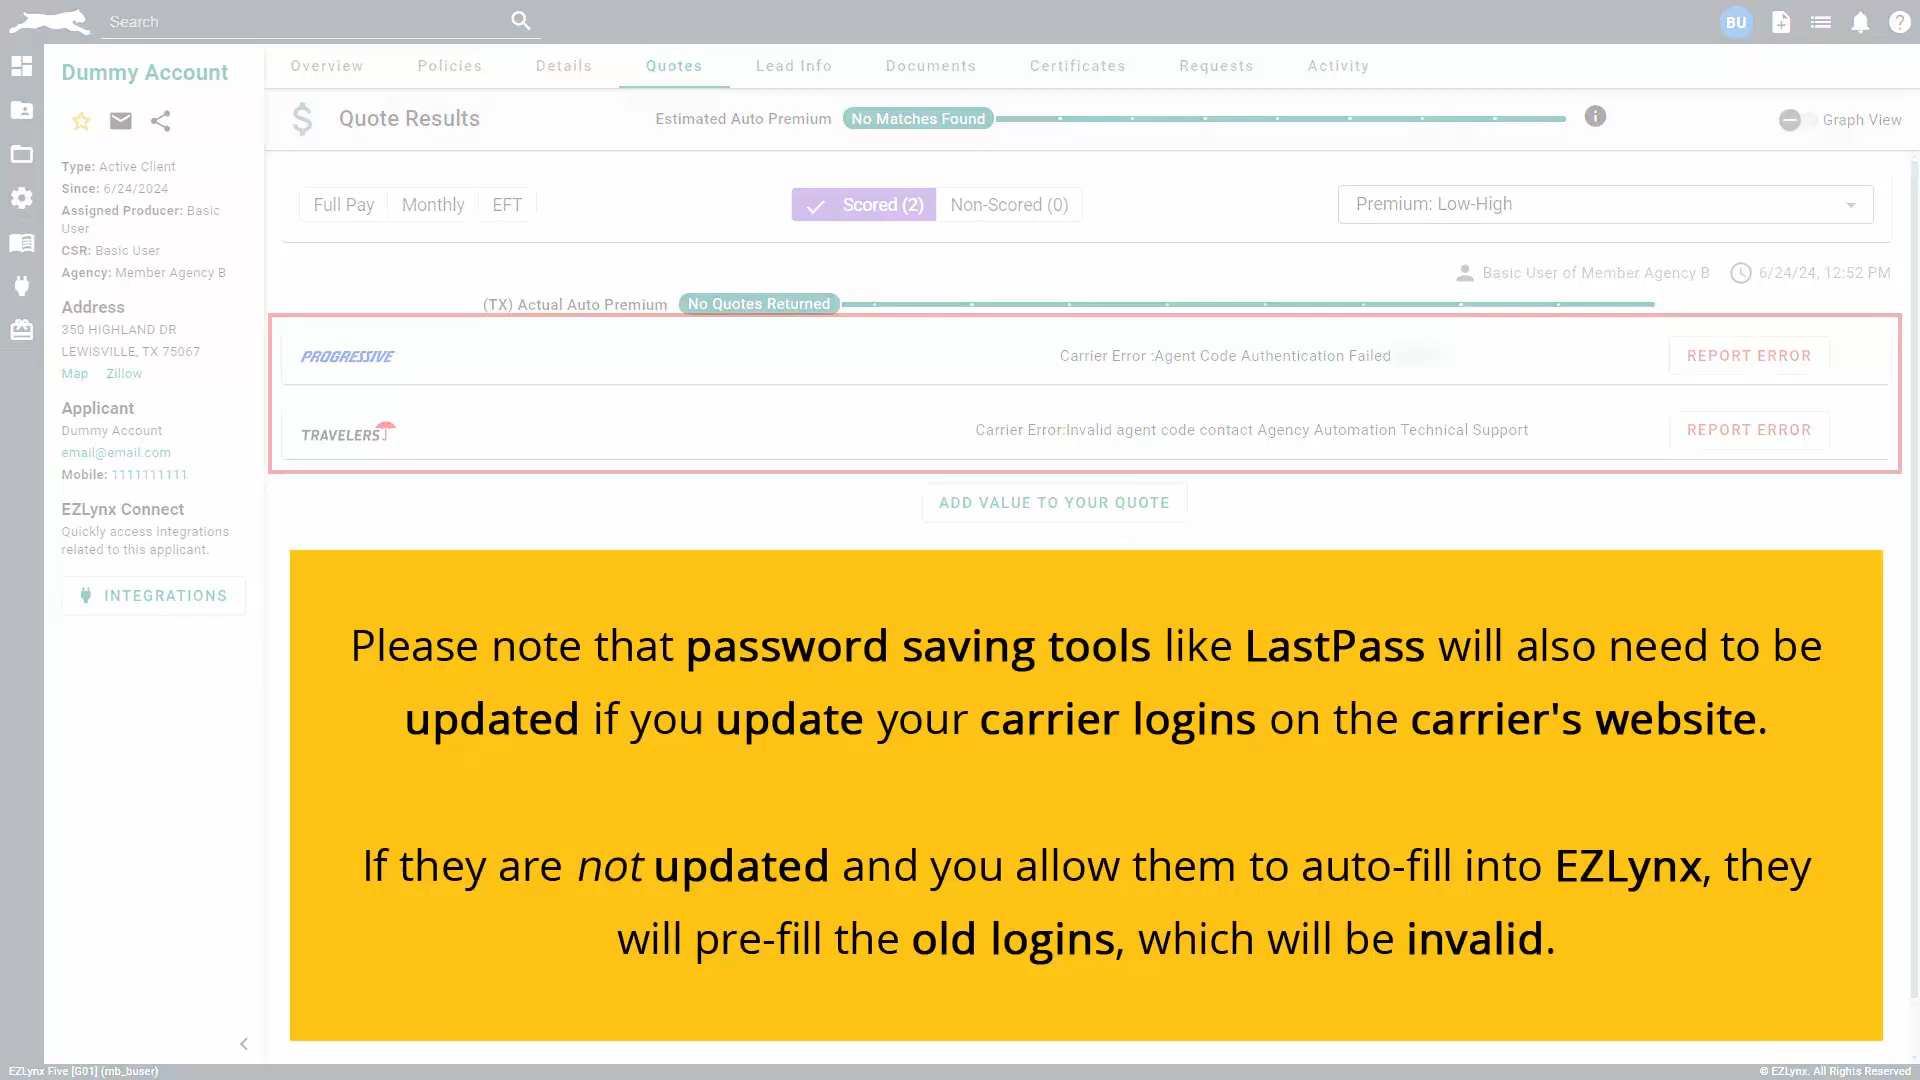 Search
BU
Dummy Account
Type: Active Client
Since: 6/24/2024
Assigned Producer: Basic
User
CSR: Basic User
Agency: Member Agency B
Address
350 HIGHLAND DR
LEWISVILLE, TX 75067
Map Zillow
Applicant
Dummy Account
email@email.com
Mobile: 1111111111
EZLynx Connect
Quickly access integrations
related to this applicant.
INTEGRATIONS
Overview Policies Details Quotes Lead Info Documents Certificates Requests Activity
Quote Results Estimated Auto Premium No Matches Found Graph View
Full Pay Monthly EFT Scored (2) Non-Scored (0) Premium: Low-High
Basic User of Member Agency B 6/24/24, 12:52 PM
(TX) Actual Auto Premium No Quotes Returned
PROGRESSIVE Carrier Error :Agent Code Authentication Failed REPORT ERROR
TRAVELERS Carrier Error:Invalid agent code contact Agency Automation Technical Support REPORT ERROR
ADD VALUE TO YOUR QUOTE
Please note that password saving tools like LastPass will also need to be
updated if you update your carrier logins on the carrier's website.
If they are not updated and you allow them to auto-fill into EZLynx, they
will pre-fill the old logins, which will be invalid.
EZLynx Five [G01] (mb_buser) © EZLynx, All Rights Reserved